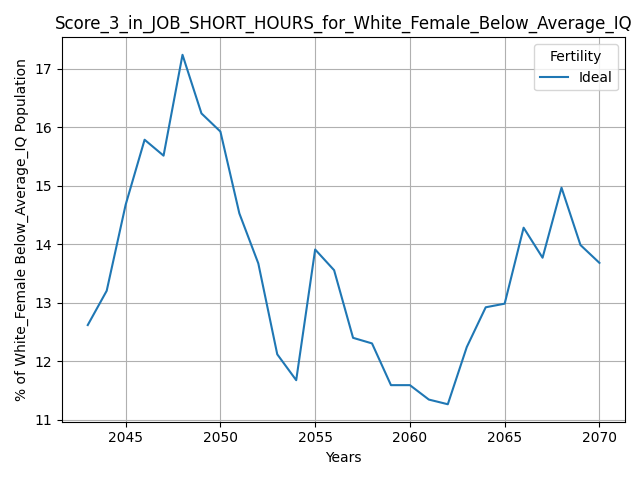 Score_3_in_JOB_SHORT_HOURS_for_White_Female_Below_Average_IQ
% of White_Female Below_Average_IQ Population
17
16
15
14
13
12
11
Fertility
Ideal
2045
2050
2055
2060
2065
2070
Years